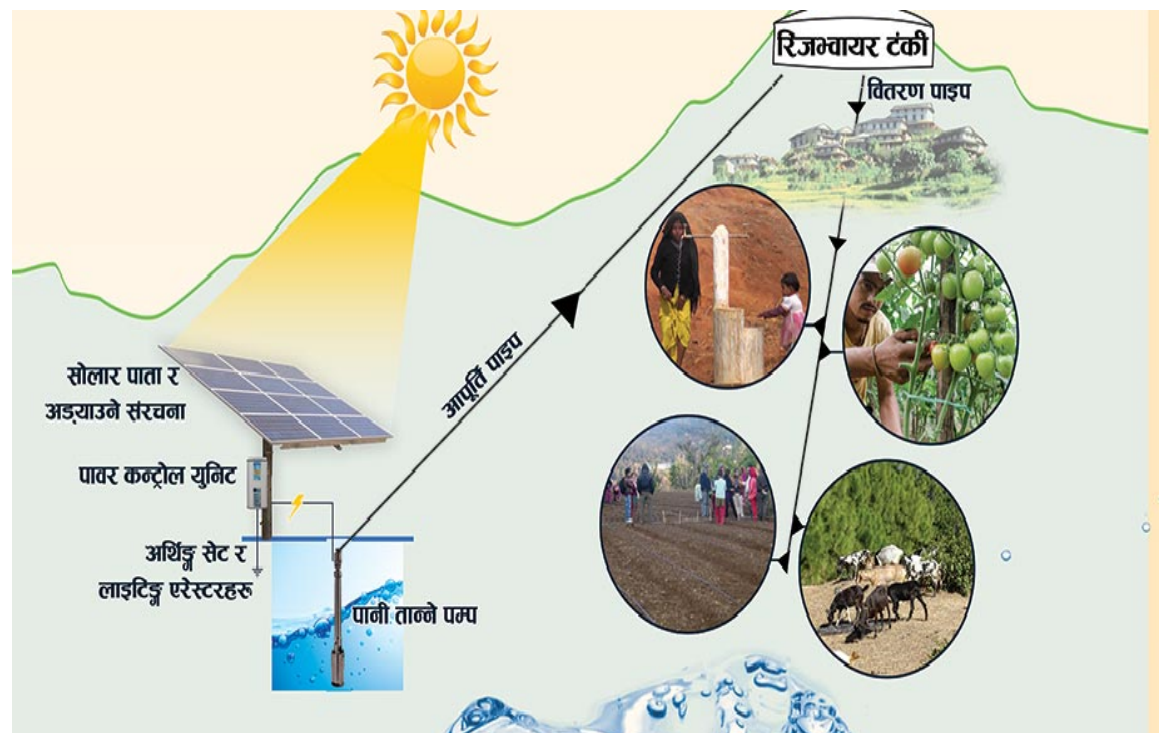 रिजर्भ्वायर टंकी
वितरण पाइप
आपूर्ति पाइप
सोलार पाता र
अड्याउने संरचना
पावर कन्ट्रोल युनिट
अर्थिङ्ग सेट र
लाइटिङ्ग एरेस्टरहरू
पानी तान्ने पम्प